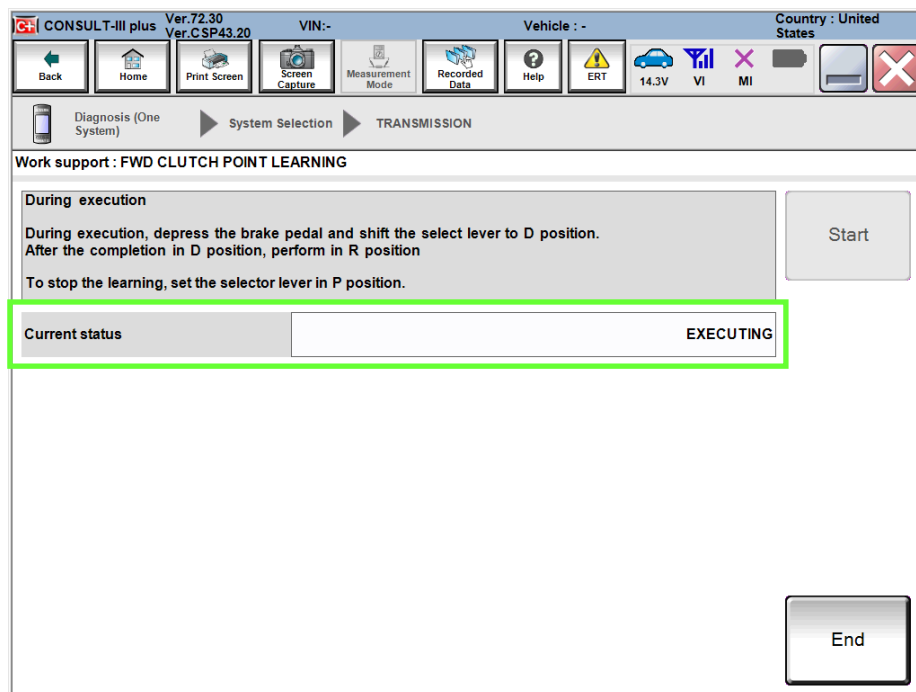 C+ CONSULT-III plus Ver.72.30 VIN:- Vehicle : - Country : United
Ver.CSP43.20 States
Back
Home
Print Screen
Screen
Capture
Measurement
Mode
Recorded
Data
Help
ERT
14.3V
VI
MI
Diagnosis (One
System)
System Selection
TRANSMISSION
Work support : FWD CLUTCH POINT LEARNING
During execution
During execution, depress the brake pedal and shift the select lever to D position.
After the completion in D position, perform in R position
To stop the learning, set the selector lever in P position.
Start
Current status EXECUTING
End